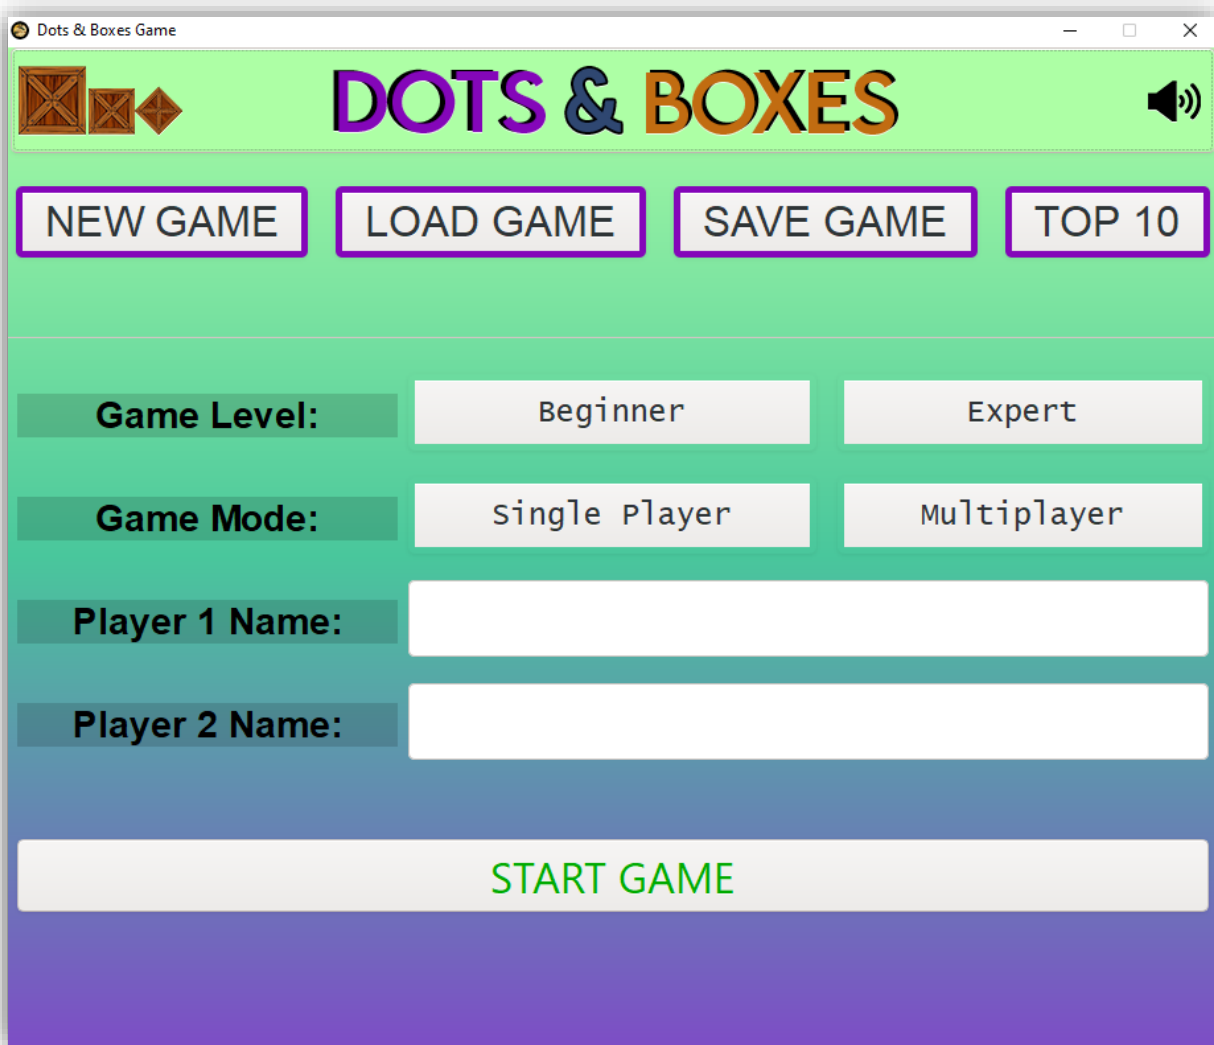 Dots & Boxes Game
DOTS & BOXES
NEW GAME LOAD GAME SAVE GAME TOP 10
Game Level: Beginner Expert
Game Mode: Single Player Multiplayer
Player 1 Name:
Player 2 Name:
START GAME